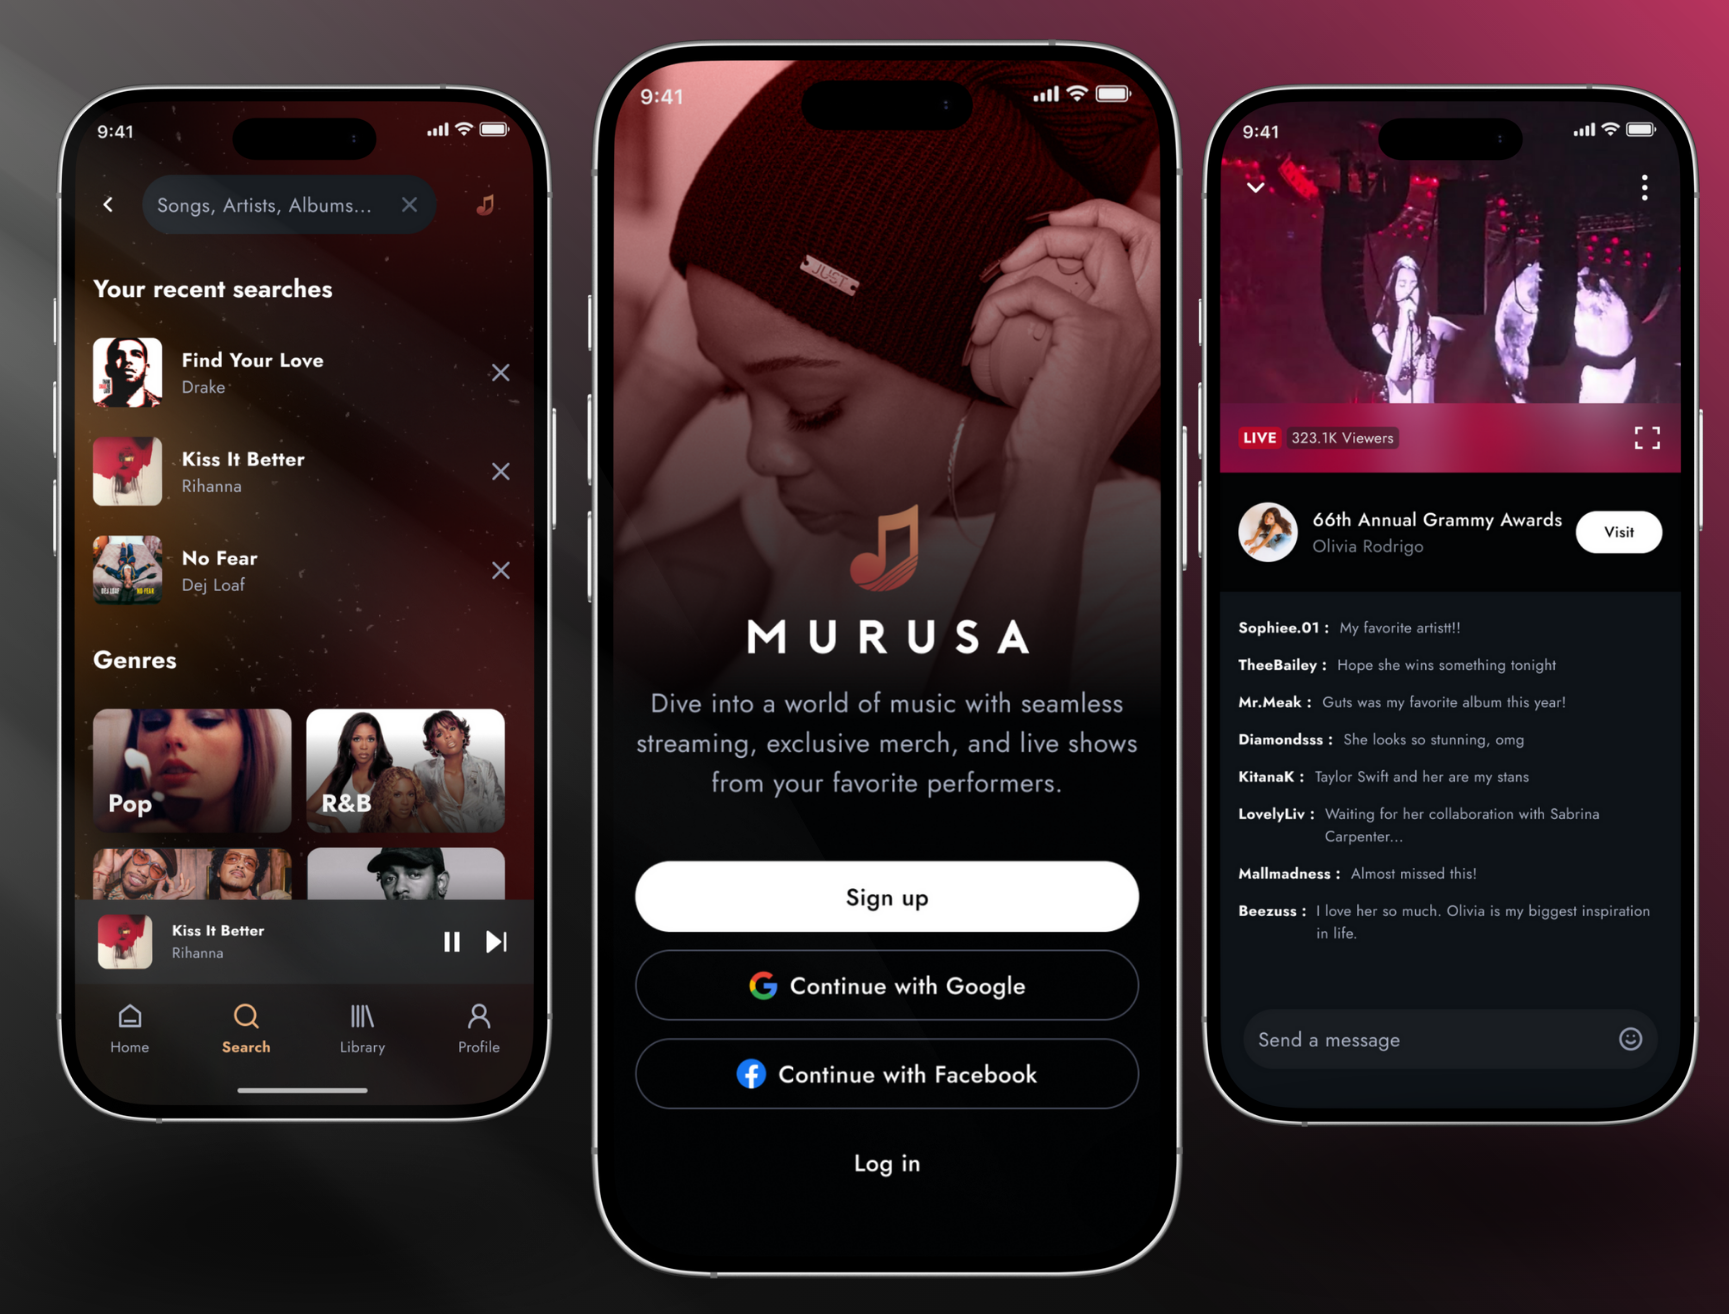 9:41
Songs, Artists, Albums...
Your recent searches
Find Your Love
Drake
Kiss It Better
Rihanna
No Fear
Dej Loaf
DEJ LOAF
NO FEAR
Genres
Pop
R&B
Kiss It Better
Rihanna
Home
Search
Library
Profile
9:41
JUST
MURUSA
Dive into a world of music with seamless
streaming, exclusive merch, and live shows
from your favorite performers.
Sign up
Continue with Google
Continue with Facebook
Log in
9:41
LIVE 323.1K Viewers
66th Annual Grammy Awards
Olivia Rodrigo
Visit
Sophiee.01 : My favorite artistt!!
TheeBailey : Hope she wins something tonight
Mr.Meak : Guts was my favorite album this year!
Diamondsss : She looks so stunning, omg
KitanaK : Taylor Swift and her are my stans
LovelyLiv : Waiting for her collaboration with Sabrina
Carpenter...
Mallmadness : Almost missed this!
Beezuss : I love her so much. Olivia is my biggest inspiration
in life.
Send a message